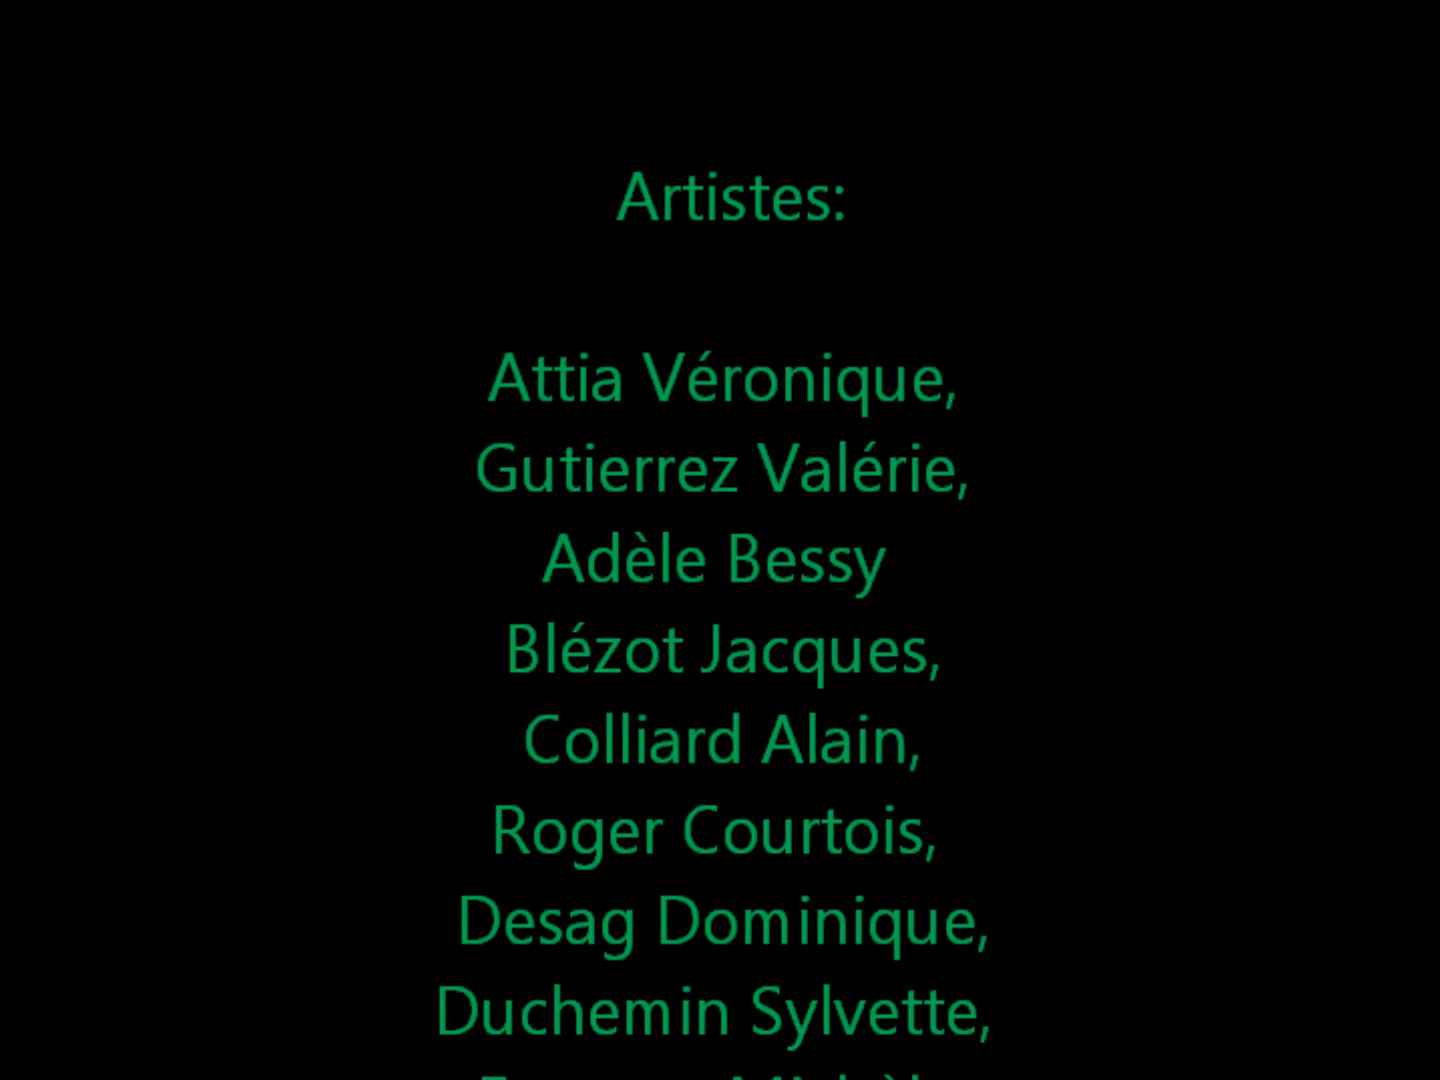 Artistes:
Attia Véronique,
Gutierrez Valérie,
Adèle Bessy
Blézot Jacques,
Colliard Alain,
Roger Courtois,
Desag Dominique,
Duchemin Sylvette,